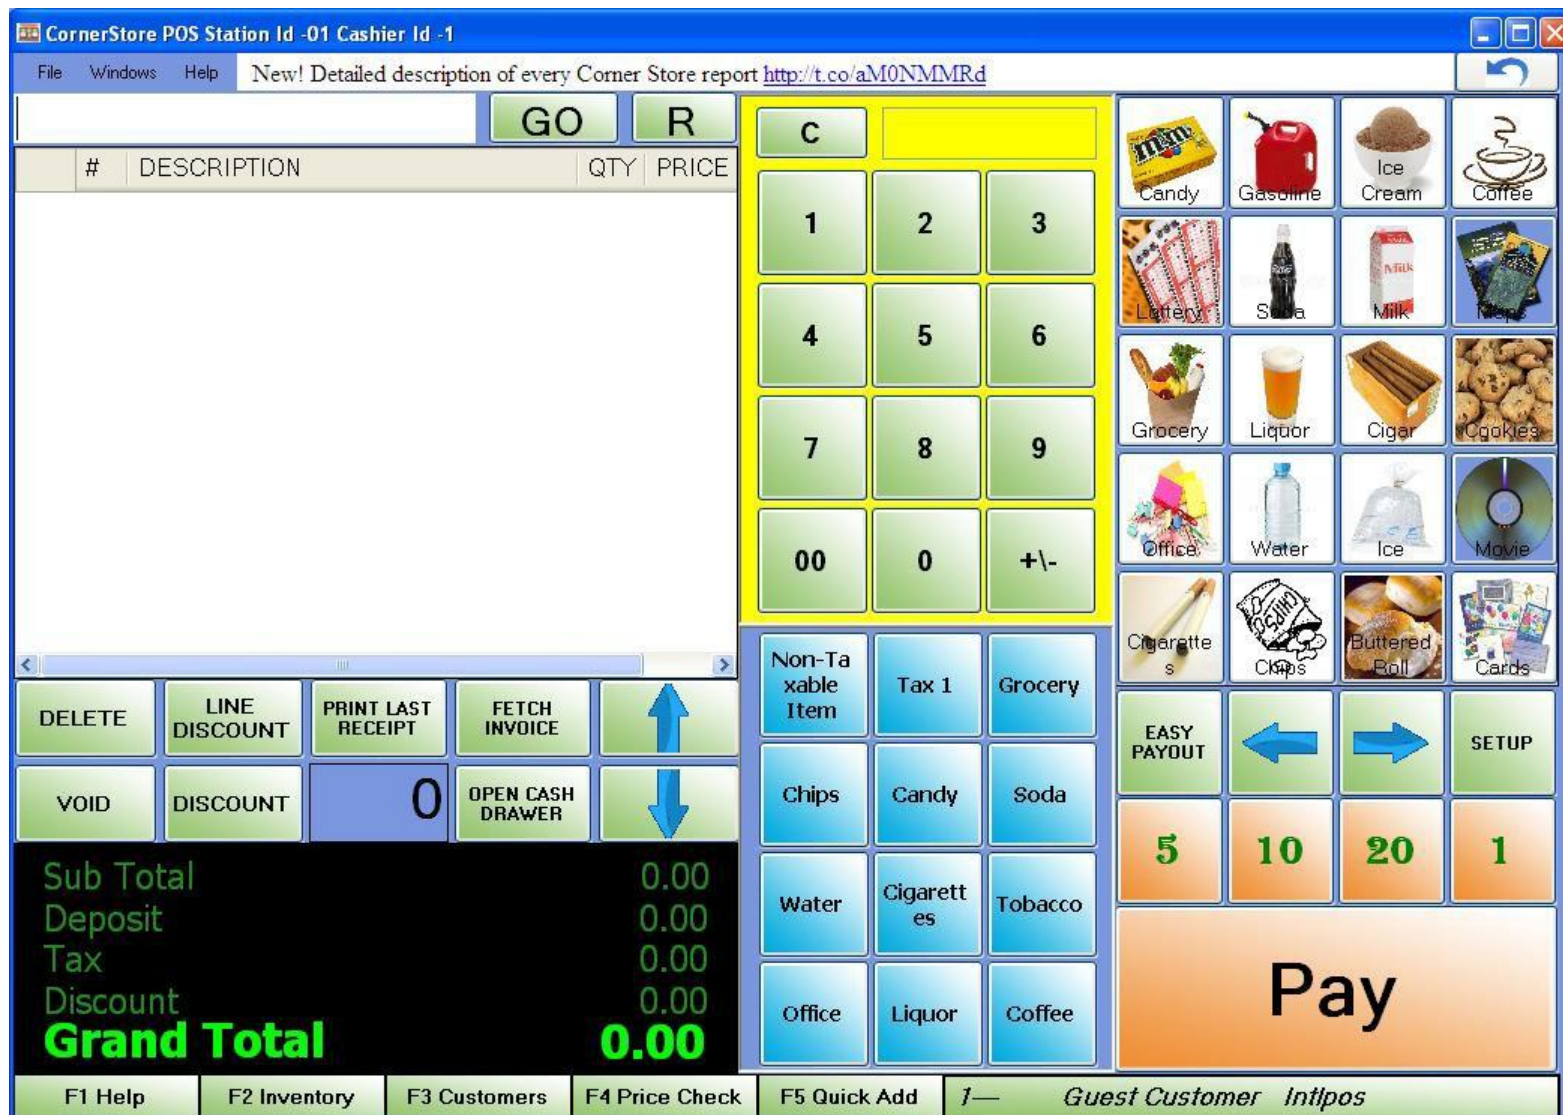 CornerStore POS Station Id -01 Cashier Id -1
File Windows Help New! Detailed description of every Corner Store report http://t.co/aM0NMMRd
GO R
# DESCRIPTION QTY PRICE
DELETE
LINE
DISCOUNT
PRINT LAST
RECEIPT
FETCH
INVOICE
VOID
DISCOUNT
0
OPEN CASH
DRAWER
Sub Total 0.00
Deposit 0.00
Tax 0.00
Discount 0.00
Grand Total 0.00
C
1 2 3
4 5 6
7 8 9
00 0 +\-
Non-Ta
xable
Item
Tax 1
Grocery
Chips
Candy
Soda
Water
Cigarett
es
Tobacco
Office
Liquor
Coffee
m&m's
Candy
Gasoline
Ice
Cream
Coffee
Lottery
Soda
Milk
Milk
Maps
Grocery
Liquor
Cigar
Cookies
Office
Water
Ice
Movie
Cigarette
s
CHIPS
Chips
Buttered
Roll
Cards
EASY
PAYOUT
SETUP
5 10 20 1
Pay
F1 Help F2 Inventory F3 Customers F4 Price Check F5 Quick Add 1— Guest Customer Intlpos